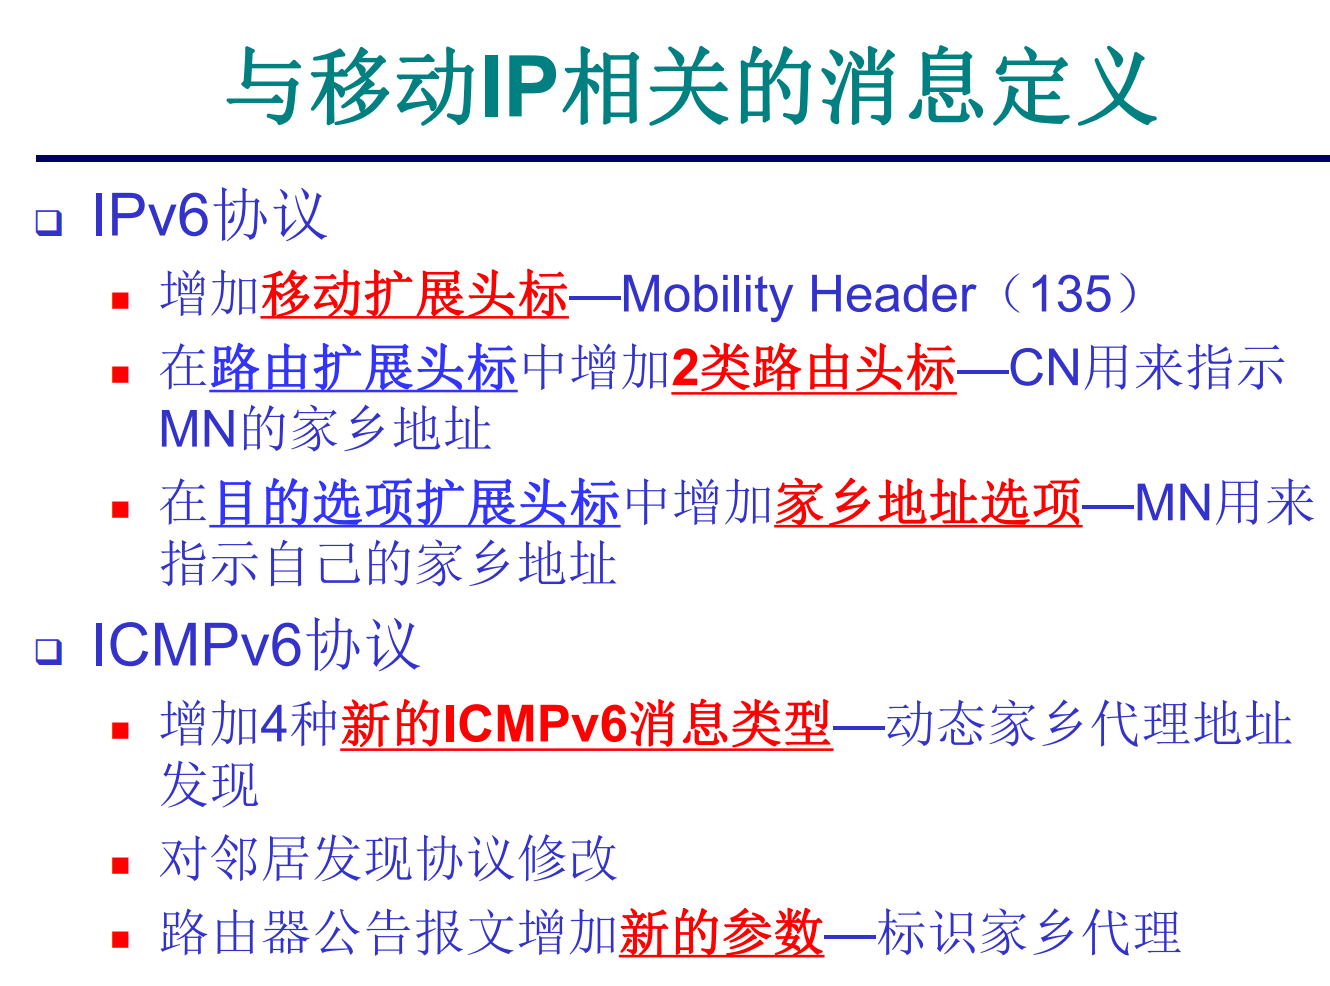 与移动IP相关的消息定义
IPv6协议
增加移动扩展头标—Mobility Header（135）
在路由扩展头标中增加2类路由头标—CN用来指示
MN的家乡地址
在目的选项扩展头标中增加家乡地址选项—MN用来
指示自己的家乡地址
ICMPv6协议
增加4种新的ICMPv6消息类型—动态家乡代理地址
发现
对邻居发现协议修改
路由器公告报文增加新的参数—标识家乡代理